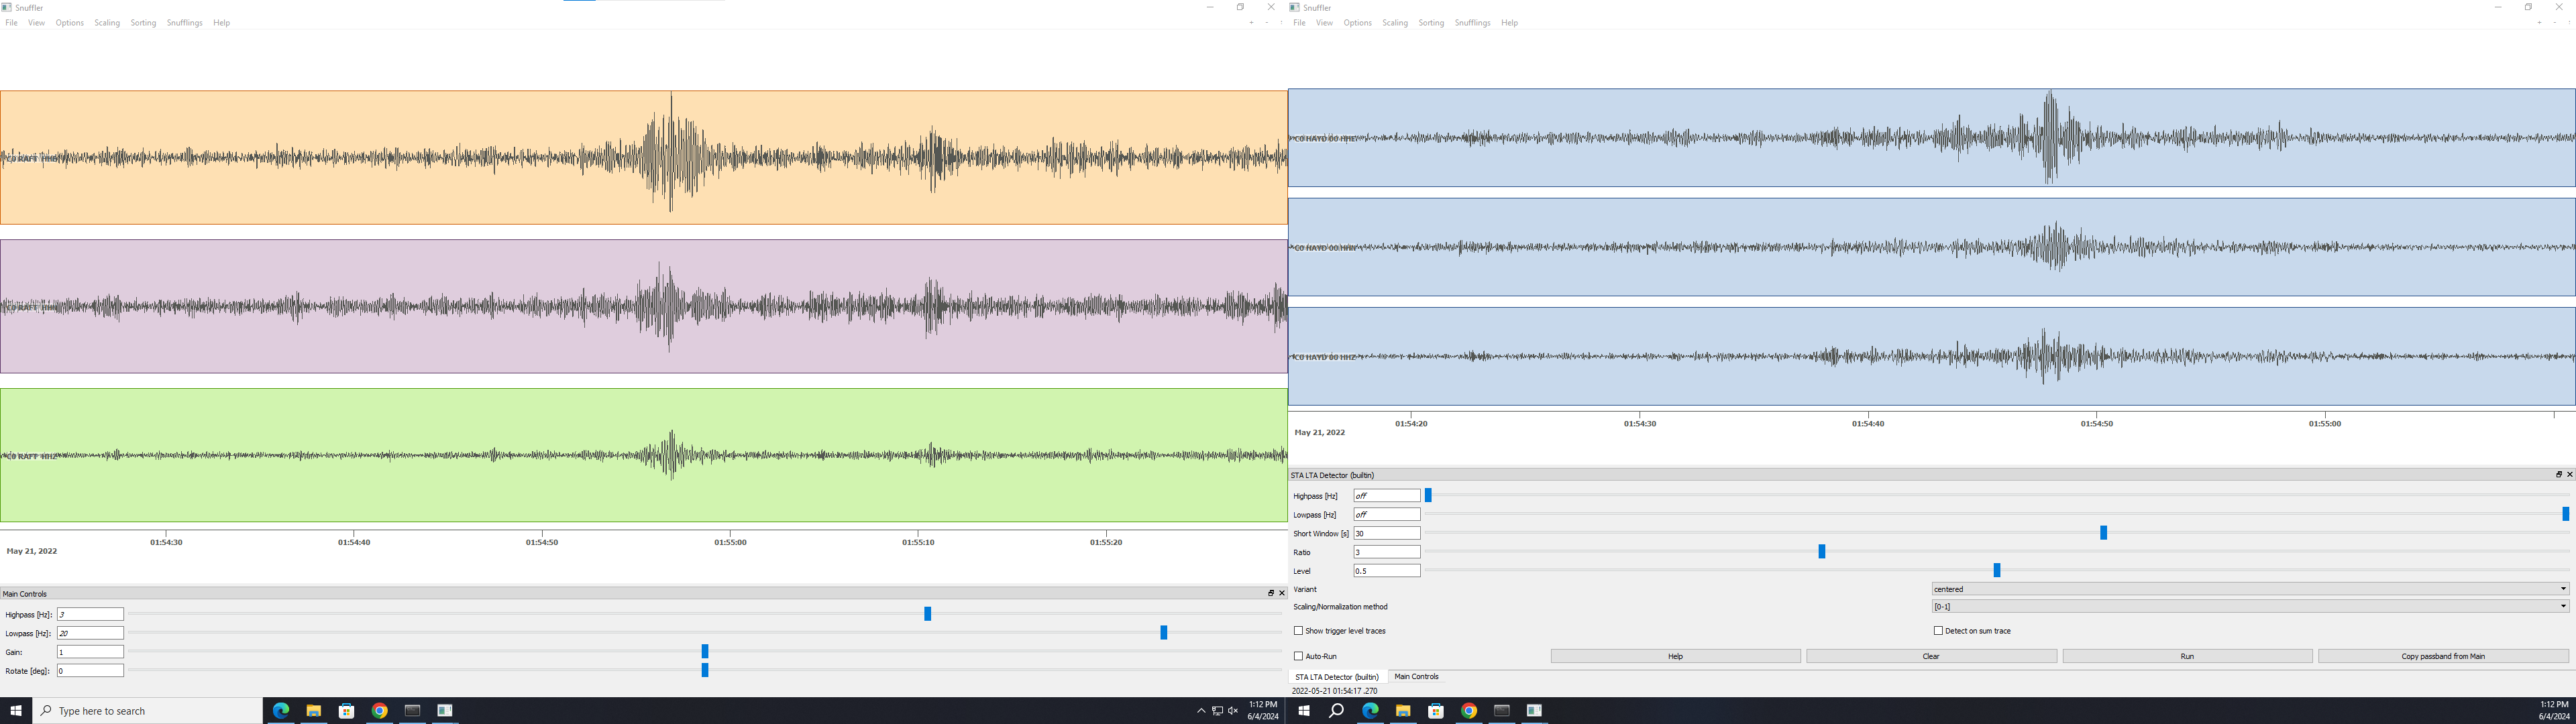 Snuffler
File View Options Scaling Sorting Snufflings Help
01:54:30 01:54:40 01:54:50 01:55:00 01:55:10 01:55:20
May 21, 2022
Main Controls
Highpass [Hz]: 3
Lowpass [Hz]: 20
Gain: 1
Rotate [deg]: 0
Type here to search
1:12 PM
6/4/2024
Snuffler
File View Options Scaling Sorting Snufflings Help
C0 HAYD 00 HHZ
01:54:20 01:54:30 01:54:40 01:54:50 01:55:00
May 21, 2022
STA LTA Detector (builtin)
Highpass [Hz] off
Lowpass [Hz] off
Short Window [s] 30
Ratio 3
Level 0.5
Variant centered
Scaling/Normalization method [0-1]
Show trigger level traces Detect on sum trace
Auto-Run Help Clear Run Copy passband from Main
STA LTA Detector (builtin) Main Controls
2022-05-21 01:54:17 .270
1:12 PM
6/4/2024